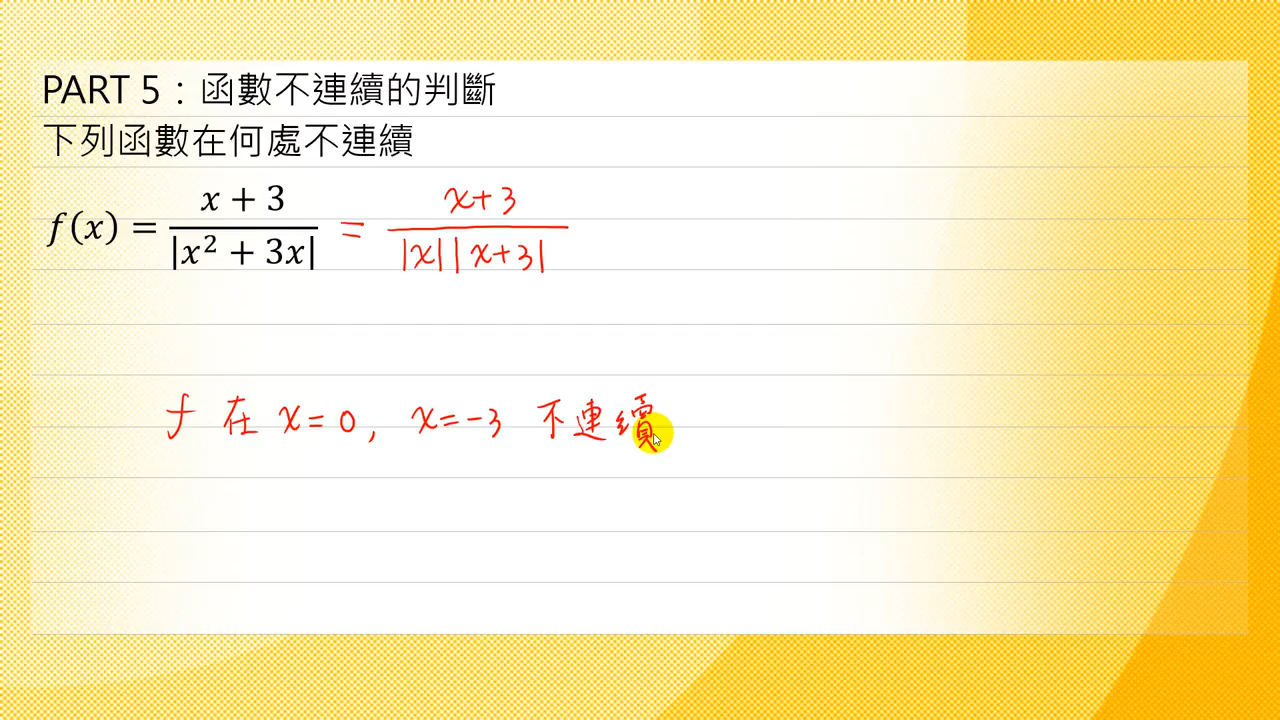 PART 5：函數不連續的判斷
下列函數在何處不連續
f(x) = (x + 3)/|x² + 3x| = (x+3)/(|x||x+3|)
f 在 x=0, x=-3 不連續